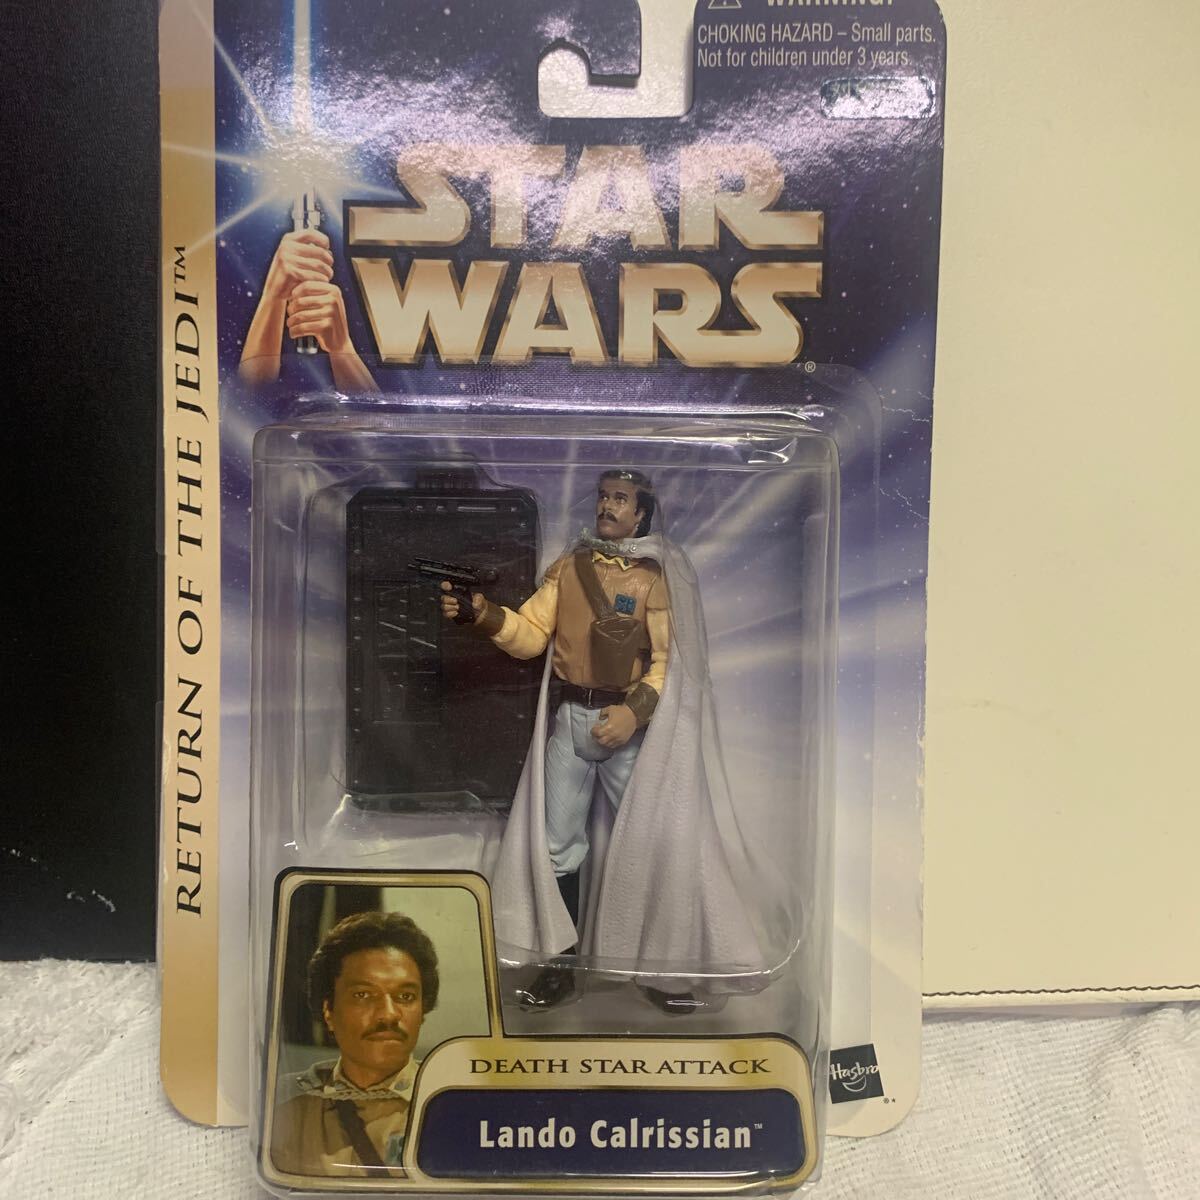 WARNING!
CHOKING HAZARD – Small parts.
Not for children under 3 years.
STAR
WARS®
RETURN OF THE JEDI™
DEATH STAR ATTACK
Lando Calrissian™
Hasbro
®*